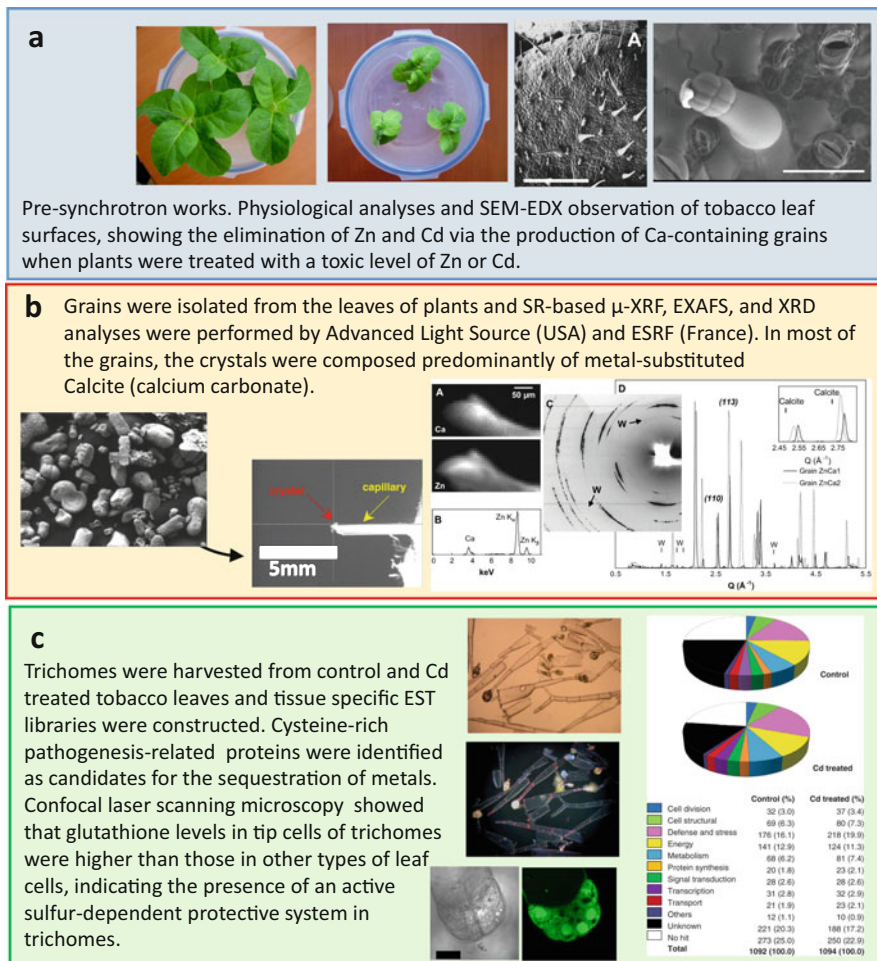 a
A
Pre-synchrotron works. Physiological analyses and SEM-EDX observation of tobacco leaf
surfaces, showing the elimination of Zn and Cd via the production of Ca-containing grains
when plants were treated with a toxic level of Zn or Cd.
b
Grains were isolated from the leaves of plants and SR-based μ-XRF, EXAFS, and XRD
analyses were performed by Advanced Light Source (USA) and ESRF (France). In most of
the grains, the crystals were composed predominantly of metal-substituted
Calcite (calcium carbonate).
crystal
capillary
5mm
A
50 μm
Ca
Zn
B
Zn Kα
Ca
Zn Kβ
0 2 4 6 8 10
keV
C
W
W
D
(113)
(110)
W
W
W
Calcite
Calcite
2.45 2.55 2.65 2.75
Q (Å⁻¹)
Grain ZnCa1
Grain ZnCa2
0.5 1.5 2.5 3.5 4.5 5.5
Q (Å⁻¹)
c
Trichomes were harvested from control and Cd
treated tobacco leaves and tissue specific EST
libraries were constructed. Cysteine-rich
pathogenesis-related proteins were identified
as candidates for the sequestration of metals.
Confocal laser scanning microscopy showed
that glutathione levels in tip cells of trichomes
were higher than those in other types of leaf
cells, indicating the presence of an active
sulfur-dependent protective system in
trichomes.
Control
Cd treated
Control (%) Cd treated (%)
Cell division 32 (3.0) 37 (3.4)
Cell structural 69 (6.3) 80 (7.3)
Defense and stress 176 (16.1) 218 (19.9)
Energy 141 (12.9) 124 (11.3)
Metabolism 68 (6.2) 81 (7.4)
Protein synthesis 20 (1.8) 23 (2.1)
Signal transduction 28 (2.6) 28 (2.6)
Transcription 31 (2.8) 32 (2.9)
Transport 21 (1.9) 23 (2.1)
Others 12 (1.1) 10 (0.9)
Unknown 221 (20.3) 188 (17.2)
No hit 273 (25.0) 250 (22.9)
Total 1092 (100.0) 1094 (100.0)